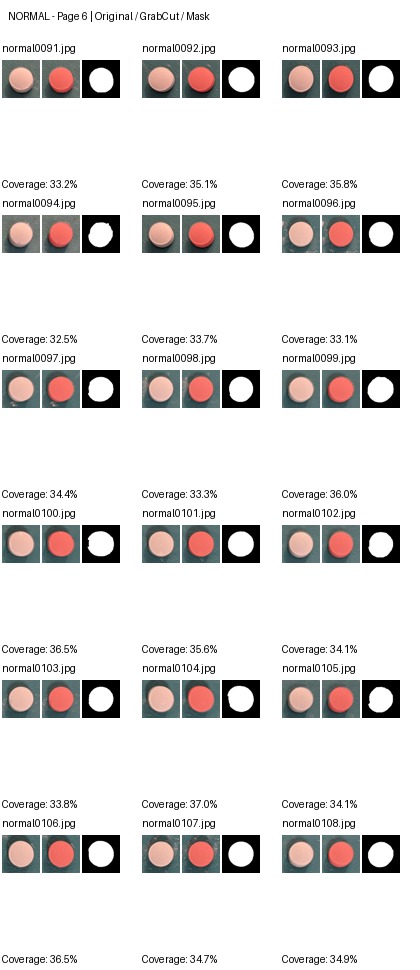 NORMAL - Page 6 | Original / GrabCut / Mask
normal0091.jpg normal0092.jpg normal0093.jpg
Coverage: 33.2% Coverage: 35.1% Coverage: 35.8%
normal0094.jpg normal0095.jpg normal0096.jpg
Coverage: 32.5% Coverage: 33.7% Coverage: 33.1%
normal0097.jpg normal0098.jpg normal0099.jpg
Coverage: 34.4% Coverage: 33.3% Coverage: 36.0%
normal0100.jpg normal0101.jpg normal0102.jpg
Coverage: 36.5% Coverage: 35.6% Coverage: 34.1%
normal0103.jpg normal0104.jpg normal0105.jpg
Coverage: 33.8% Coverage: 37.0% Coverage: 34.1%
normal0106.jpg normal0107.jpg normal0108.jpg
Coverage: 36.5% Coverage: 34.7% Coverage: 34.9%